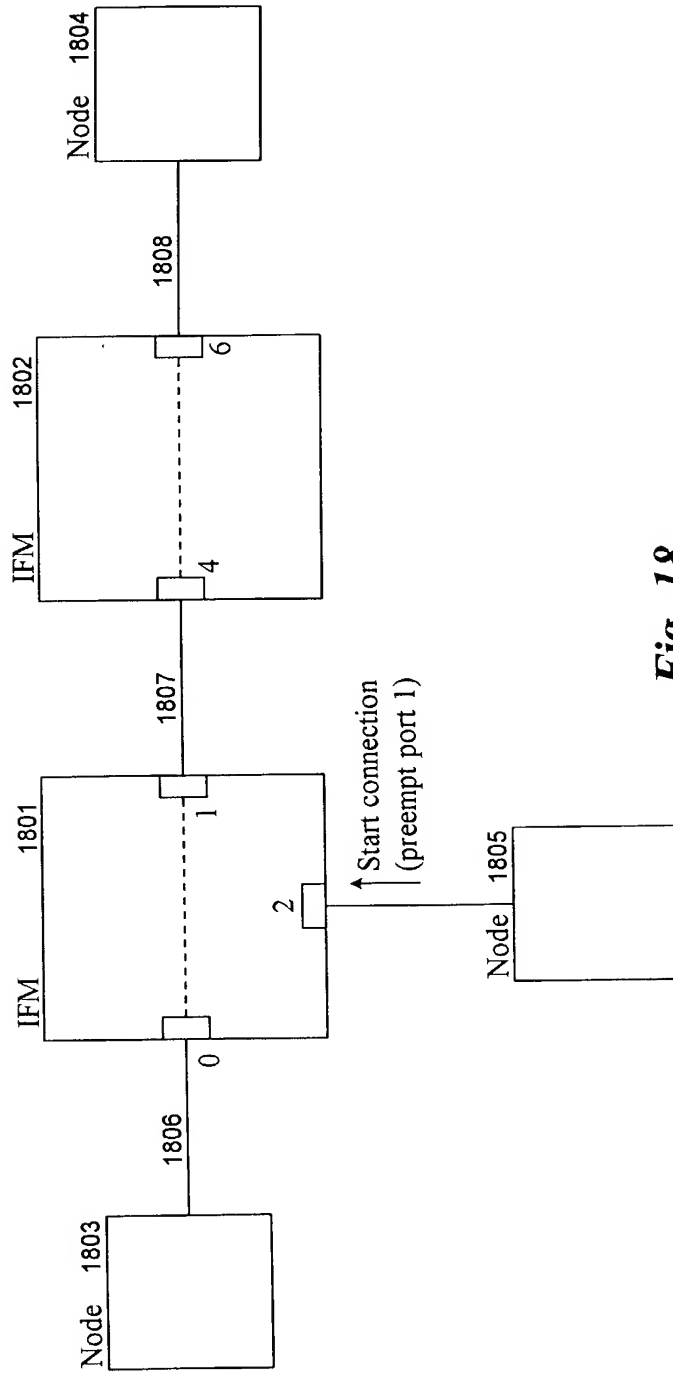 Node 1803
1806
IFM 1801
0
1
2
Start connection
(preempt port 1)
Node 1805
1807
IFM 1802
4
6
1808
Node 1804
Fig. 18